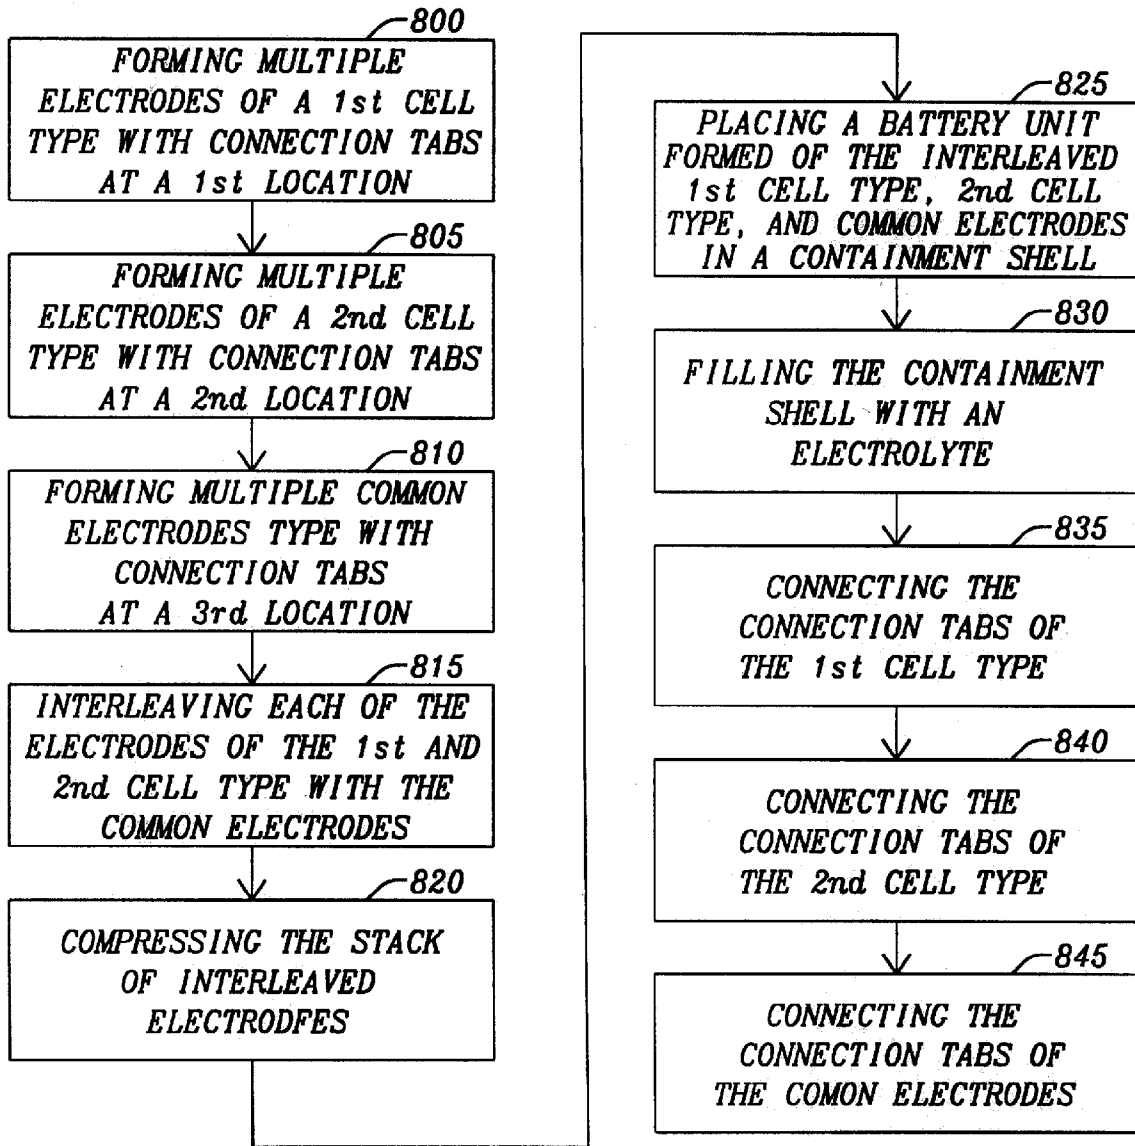 800
FORMING MULTIPLE
ELECTRODES OF A 1st CELL
TYPE WITH CONNECTION TABS
AT A 1st LOCATION
805
FORMING MULTIPLE
ELECTRODES OF A 2nd CELL
TYPE WITH CONNECTION TABS
AT A 2nd LOCATION
810
FORMING MULTIPLE COMMON
ELECTRODES TYPE WITH
CONNECTION TABS
AT A 3rd LOCATION
815
INTERLEAVING EACH OF THE
ELECTRODES OF THE 1st AND
2nd CELL TYPE WITH THE
COMMON ELECTRODES
820
COMPRESSING THE STACK
OF INTERLEAVED
ELECTRODFES
825
PLACING A BATTERY UNIT
FORMED OF THE INTERLEAVED
1st CELL TYPE, 2nd CELL
TYPE, AND COMMON ELECTRODES
IN A CONTAINMENT SHELL
830
FILLING THE CONTAINMENT
SHELL WITH AN
ELECTROLYTE
835
CONNECTING THE
CONNECTION TABS OF
THE 1st CELL TYPE
840
CONNECTING THE
CONNECTION TABS OF
THE 2nd CELL TYPE
845
CONNECTING THE
CONNECTION TABS OF
THE COMON ELECTRODES